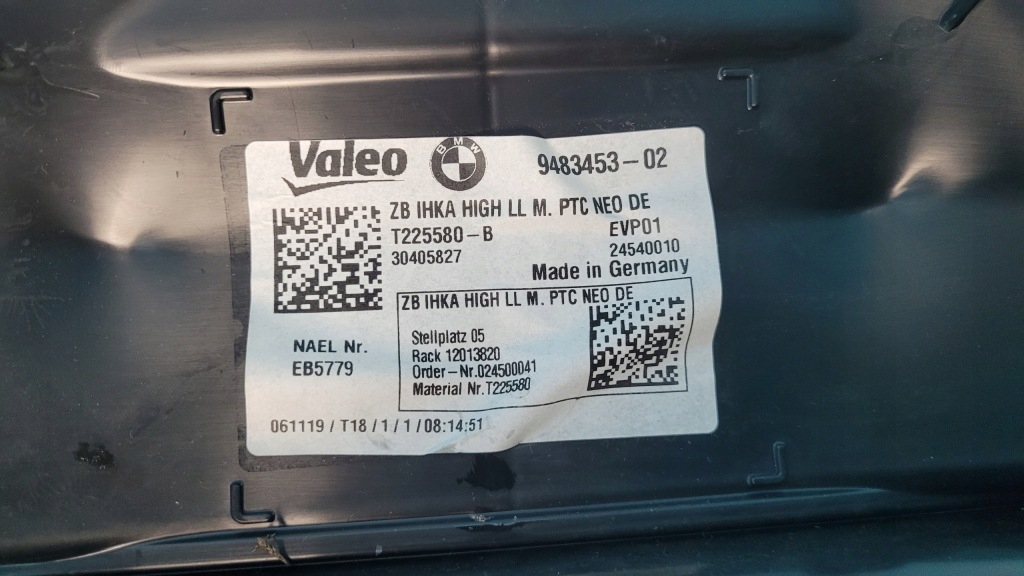 Valeo BMW 9483453-02
ZB IHKA HIGH LL M. PTC NEO DE
T225580-B EVP01
30405827 24540010
Made in Germany
ZB IHKA HIGH LL M. PTC NEO DE
Stellplatz 05
NAEL Nr. Rack 12013820
EB5779 Order-Nr.024500041
Material Nr.T225580
061119 / T18 / 1 / 1 / 08:14:51